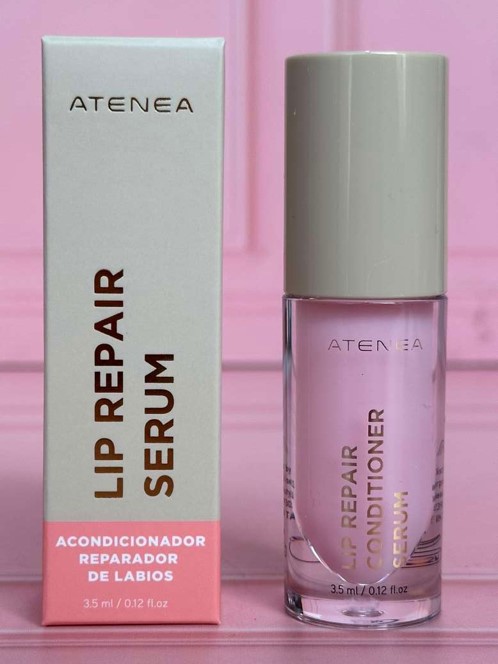 ATENEA
LIP REPAIR
SERUM
ACONDICIONADOR
REPARADOR
DE LABIOS
3.5 ml / 0.12 fl.oz
ATENEA
LIP REPAIR
CONDITIONER
SERUM
3.5 ml / 0.12 fl.oz